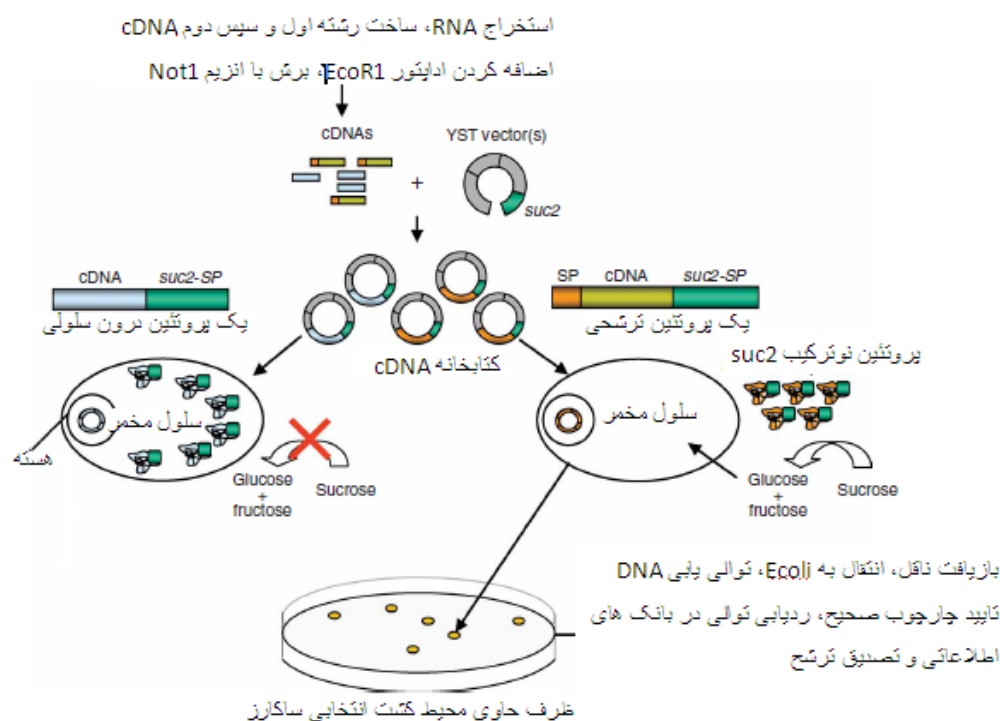 استخراج RNA، ساخت رشته اول و سپس دوم cDNA
اضافه کردن اداپتور EcoR1، برش با انزیم Not1
cDNAs
YST vector(s)
+
suc2
cDNA suc2-SP
یک پروتئین درون سلولی
SP cDNA suc2-SP
یک پروتئین ترشحی
کتابخانه cDNA
پروتئین نوترکیب suc2
سلول مخمر
هسته
Glucose
+
fructose
Sucrose
سلول مخمر
Glucose
+
fructose
Sucrose
بازیافت ناقل، انتقال به Ecoli، توالی یابی DNA
تایید چارچوب صحیح، ردیابی توالی در بانک های
اطلاعاتی و تصدیق ترشح
ظرف حاوی محیط کشت انتخابی ساکارز